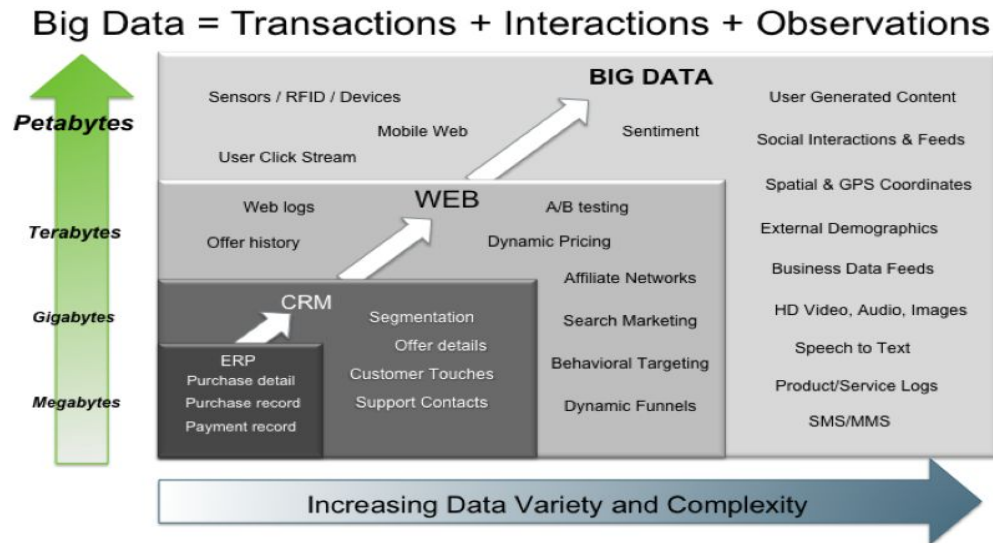 Big Data = Transactions + Interactions + Observations
Petabytes
Terabytes
Gigabytes
Megabytes
BIG DATA
Sensors / RFID / Devices
Mobile Web
User Click Stream
Sentiment
User Generated Content
Social Interactions & Feeds
Spatial & GPS Coordinates
External Demographics
Business Data Feeds
HD Video, Audio, Images
Speech to Text
Product/Service Logs
SMS/MMS
WEB
Web logs
Offer history
A/B testing
Dynamic Pricing
Affiliate Networks
Search Marketing
Behavioral Targeting
Dynamic Funnels
CRM
Segmentation
Offer details
Customer Touches
Support Contacts
ERP
Purchase detail
Purchase record
Payment record
Increasing Data Variety and Complexity